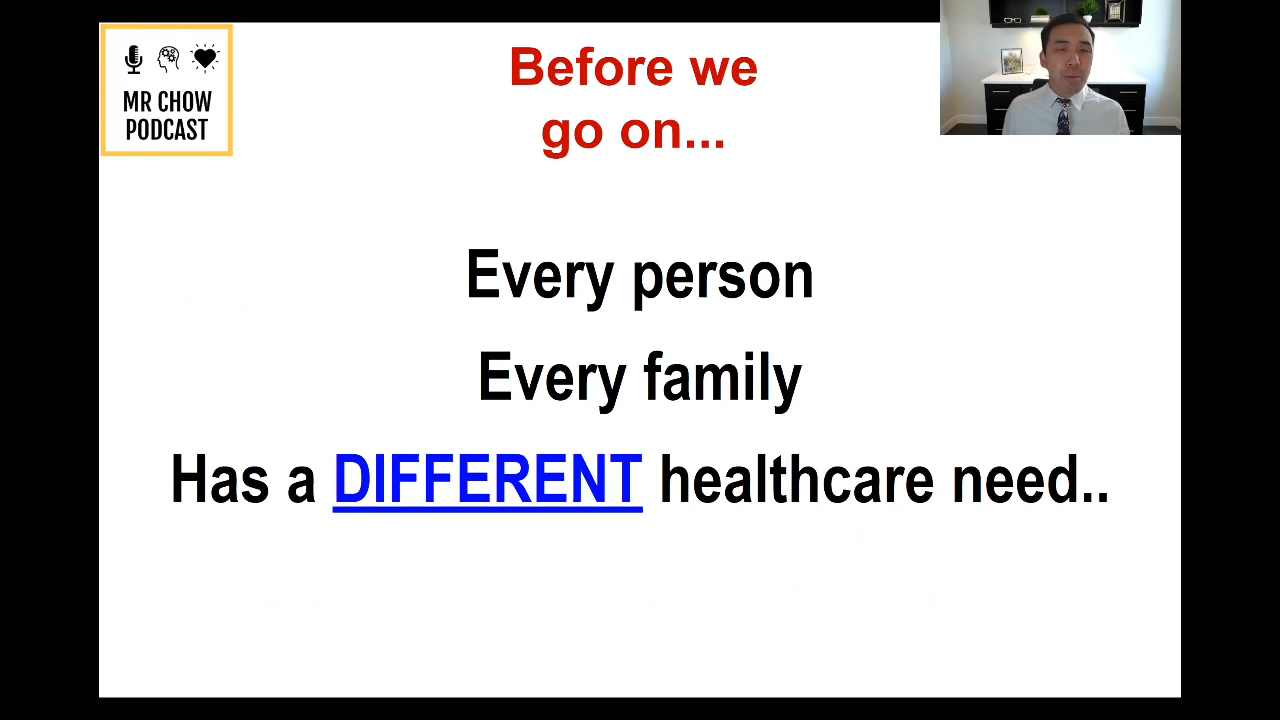 MR CHOW
PODCAST
Before we
go on...
Every person
Every family
Has a DIFFERENT healthcare need..